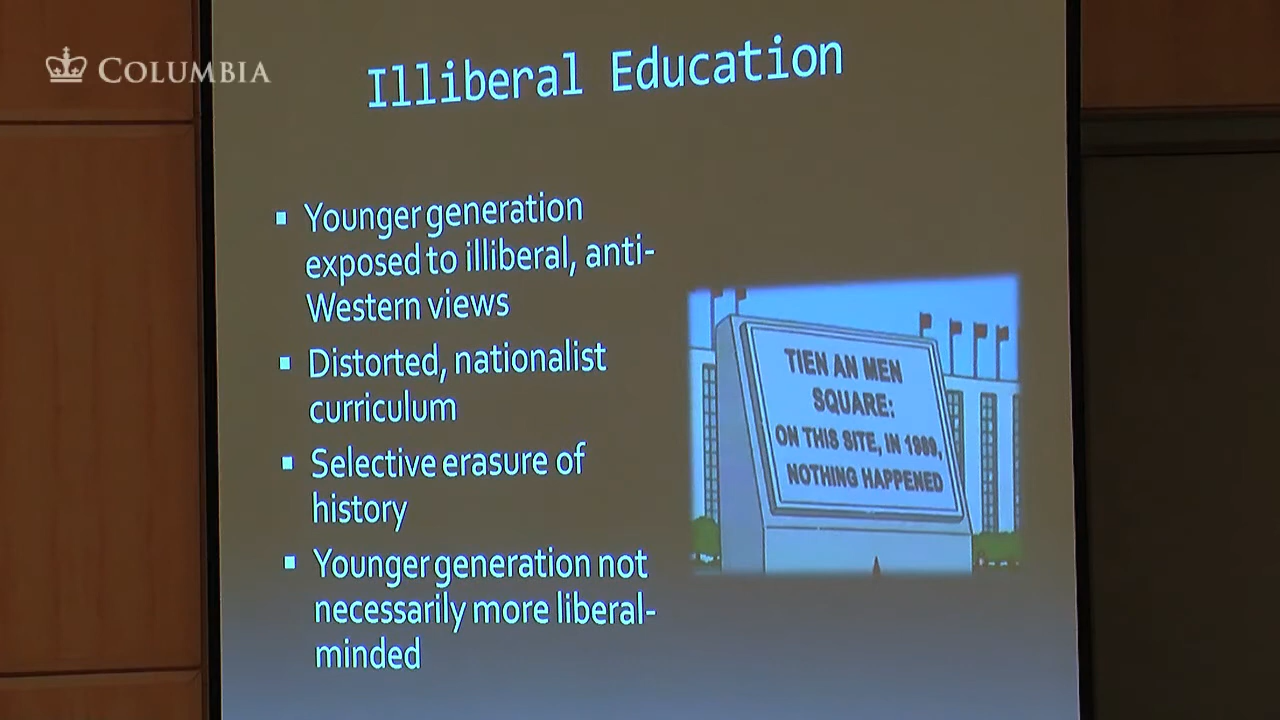 COLUMBIA
Illiberal Education
▪ Younger generation
exposed to illiberal, anti-
Western views
▪ Distorted, nationalist
curriculum
▪ Selective erasure of
history
▪ Younger generation not
necessarily more liberal-
minded
TIEN AN MEN
SQUARE:
ON THIS SITE, IN 1989,
NOTHING HAPPENED